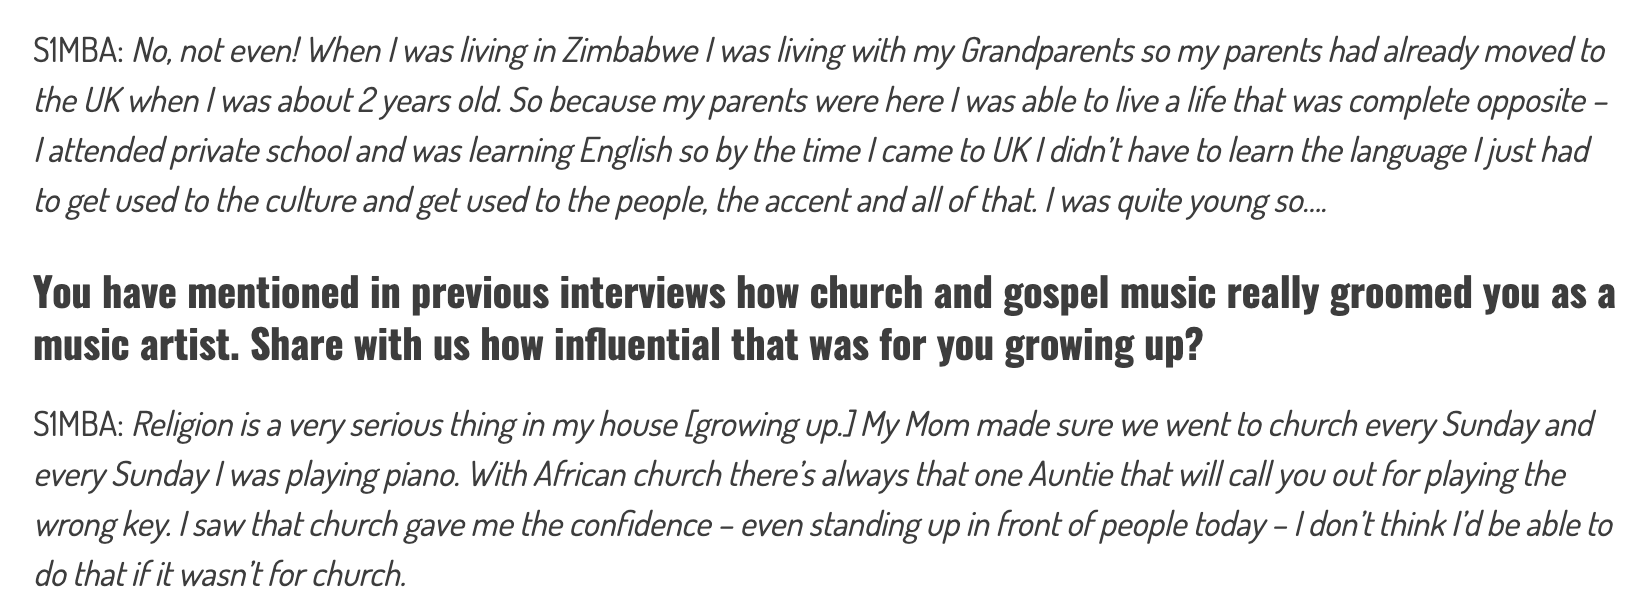 S1MBA: No, not even! When I was living in Zimbabwe I was living with my Grandparents so my parents had already moved to
the UK when I was about 2 years old. So because my parents were here I was able to live a life that was complete opposite –
I attended private school and was learning English so by the time I came to UK I didn’t have to learn the language I just had
to get used to the culture and get used to the people, the accent and all of that. I was quite young so….
You have mentioned in previous interviews how church and gospel music really groomed you as a
music artist. Share with us how influential that was for you growing up?
S1MBA: Religion is a very serious thing in my house [growing up.] My Mom made sure we went to church every Sunday and
every Sunday I was playing piano. With African church there’s always that one Auntie that will call you out for playing the
wrong key. I saw that church gave me the confidence – even standing up in front of people today – I don’t think I’d be able to
do that if it wasn’t for church.